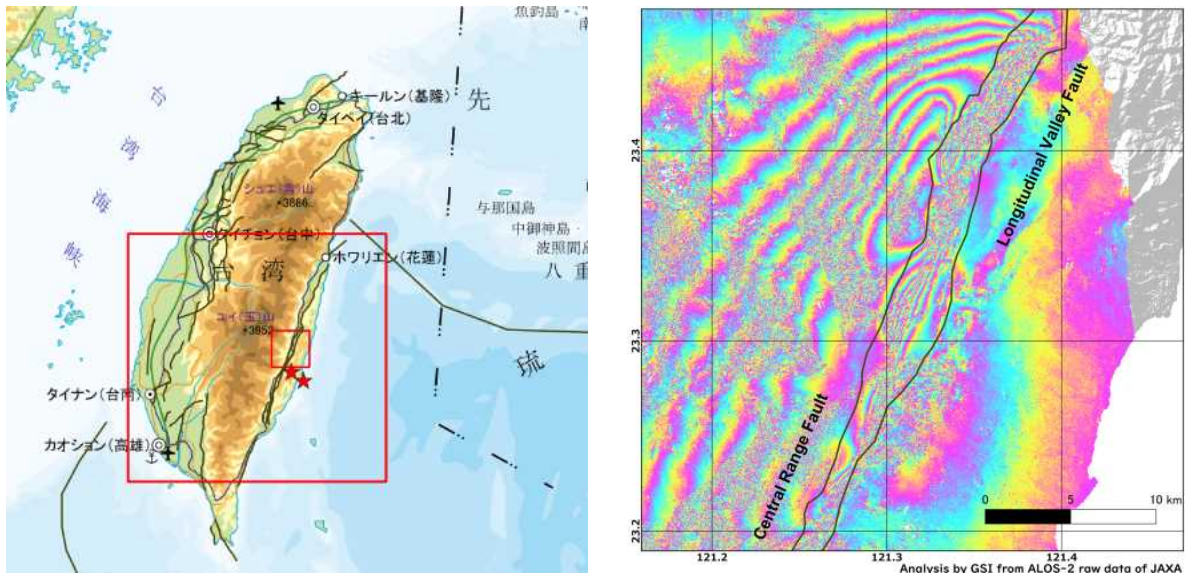 魚釣島
台
湾
海
峡
キールン(基隆)
タイペイ(台北)
先
シュエ(雪)山
+3886
与那国島
中御神島・
波照間島
八重
タイチョン(台中)
台湾
ホワリエン(花蓮)
ユイ(玉)山
+3952
琉
タイナン(台南)
カオション(高雄)
23.4
23.3
23.2
Longitudinal Valley Fault
Central Range Fault
0 5 10 km
121.2 121.3 121.4
Analysis by GSI from ALOS-2 raw data of JAXA